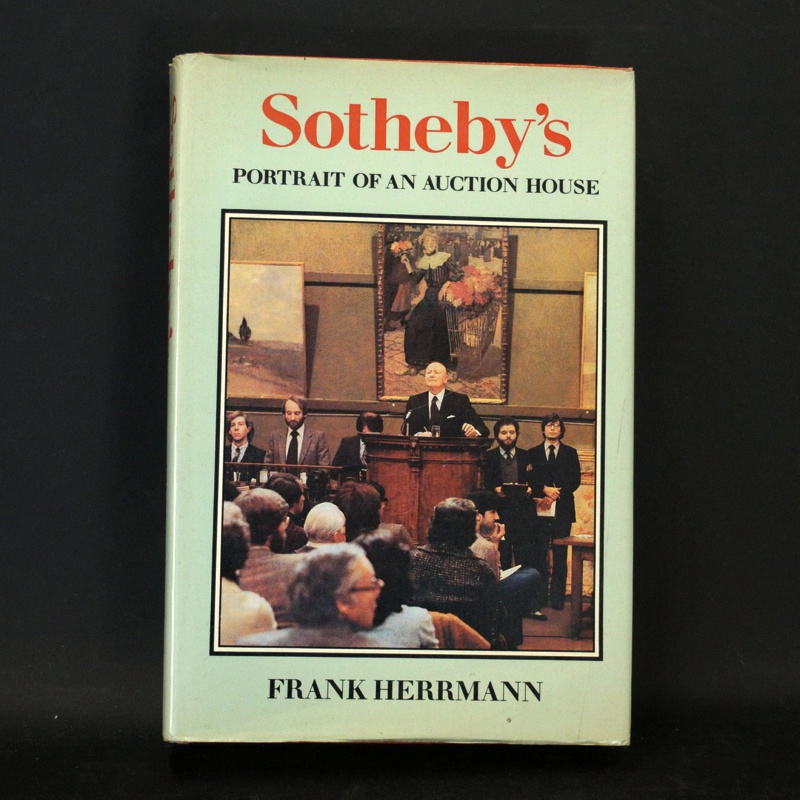 Sotheby's
PORTRAIT OF AN AUCTION HOUSE
FRANK HERRMANN